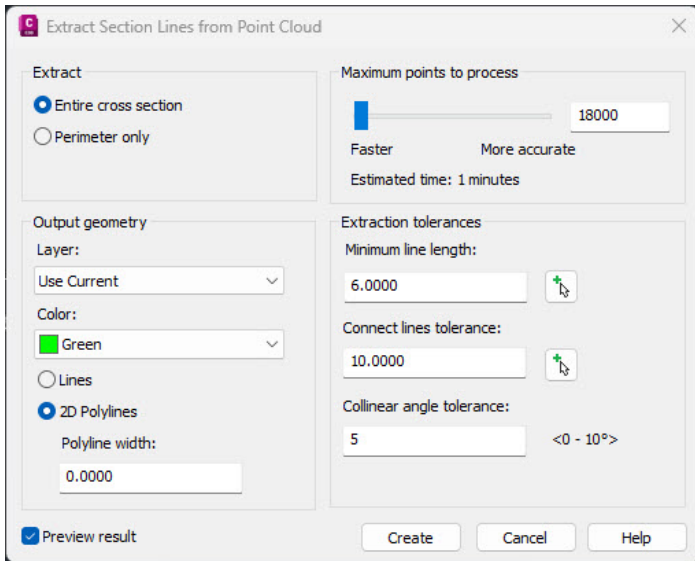 Extract Section Lines from Point Cloud
Extract
Entire cross section
Perimeter only
Maximum points to process
18000
Faster More accurate
Estimated time: 1 minutes
Output geometry
Layer:
Use Current
Color:
Green
Lines
2D Polylines
Polyline width:
0.0000
Extraction tolerances
Minimum line length:
6.0000
Connect lines tolerance:
10.0000
Collinear angle tolerance:
5 <0 - 10°>
Preview result
Create Cancel Help